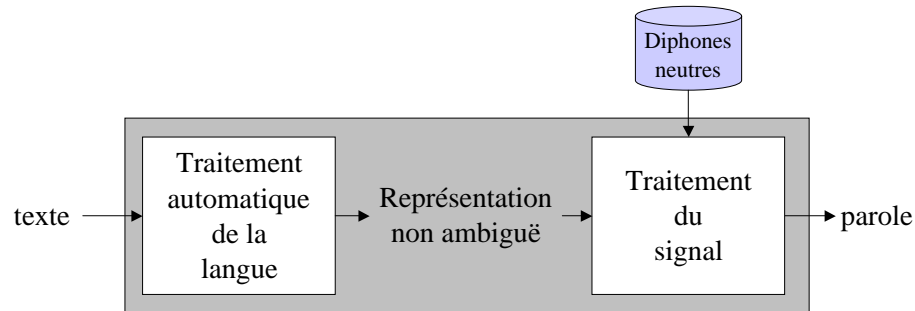 Diphones
neutres
texte
Traitement
automatique
de la
langue
Représentation
non ambiguë
Traitement
du
signal
parole